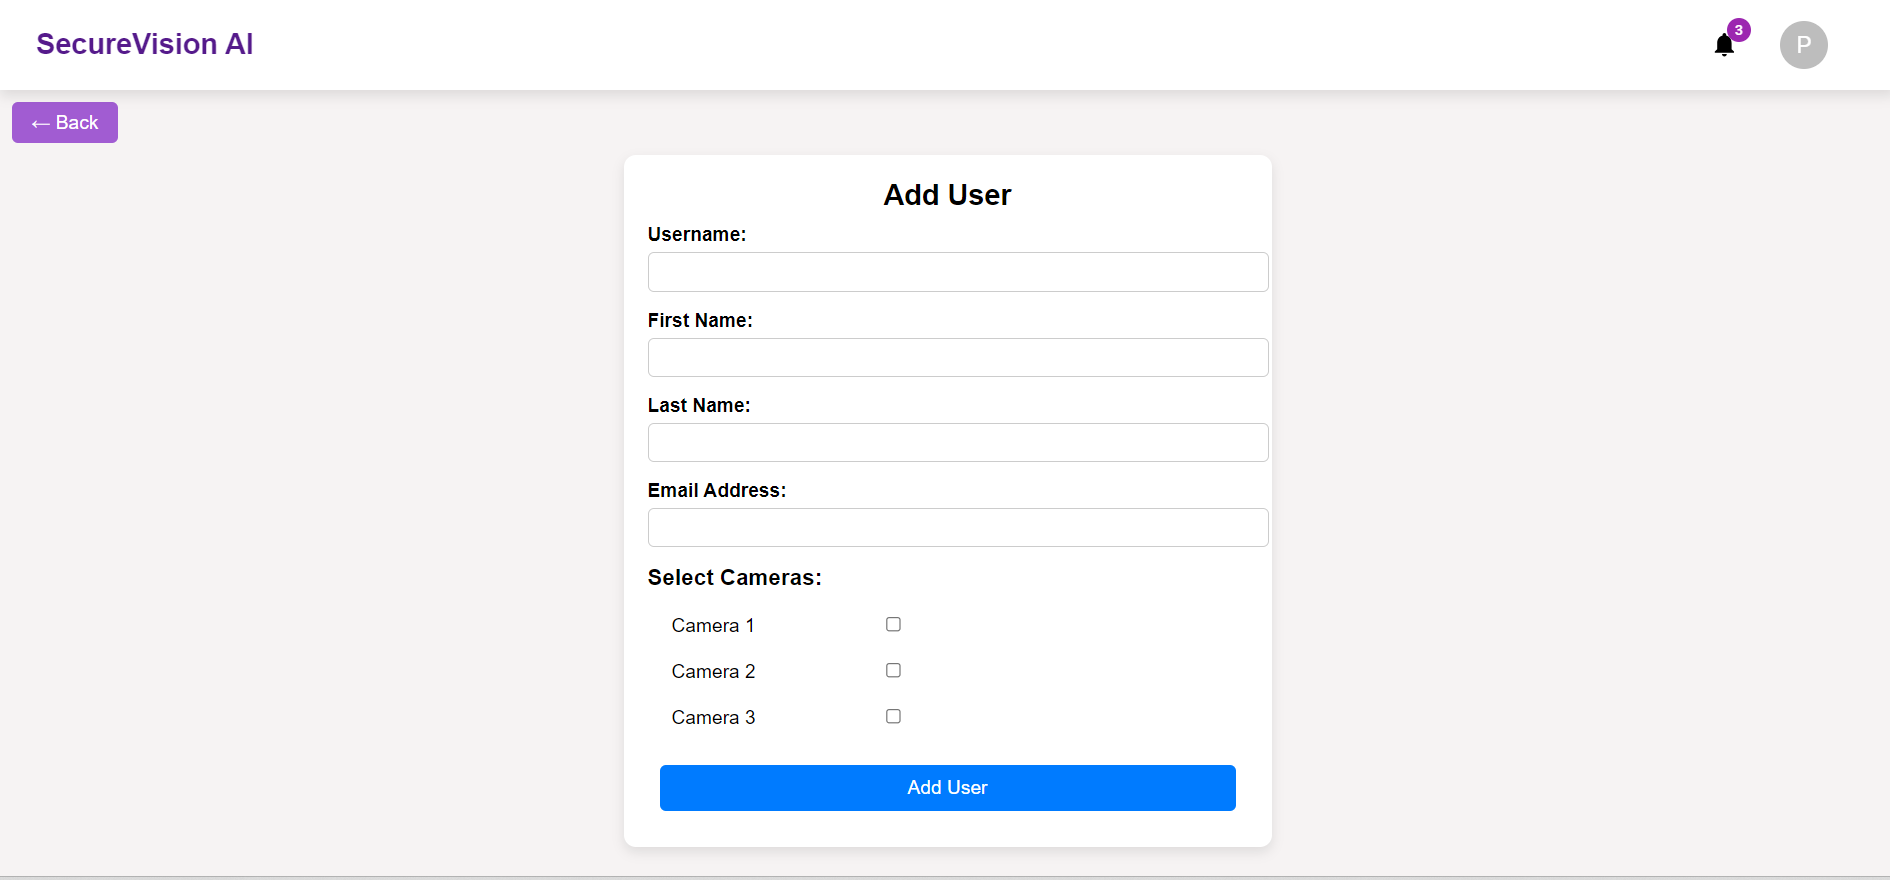 SecureVision AI
3
P
← Back
Add User
Username:
First Name:
Last Name:
Email Address:
Select Cameras:
Camera 1
Camera 2
Camera 3
Add User